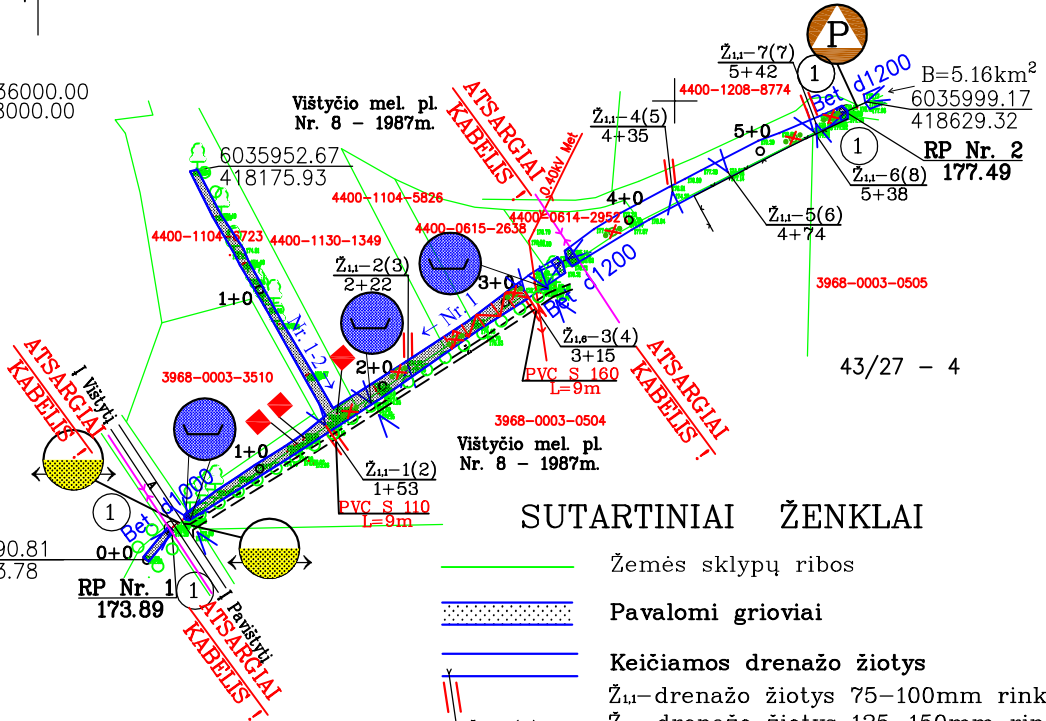 36000.00
8000.00
Vištyčio mel. pl.
Nr. 8 - 1987m.
ATSARGIAI
KABELIS !
0.40kV Met
Ž1,1-7(7)
5+42
1
P
Bet d1200
B=5.16km²
6035999.17
418629.32
4400-1208-8774
Ž1,1-4(5)
4+35
5+0
1
RP Nr. 2
177.49
Ž1,1-6(8)
5+38
6035952.67
418175.93
4400-1104-5826
4+0
4400-0614-2952
Ž1,1-5(6)
4+74
4400-1130-1349
4400-0615-2638
Ž1,1-2(3)
2+22
3+0
Bet d1200
3968-0003-0505
1+0
Nr. 1-2
← Nr. 1
Ž1,6-3(4)
3+15
ATSARGIAI
KABELIS !
43/27 - 4
2+0
PVC S 160
L=9m
3968-0003-3510
3968-0003-0504
ATSARGIAI
KABELIS !
Į Vištytį
Vištyčio mel. pl.
Nr. 8 - 1987m.
1+0
Ž1,1-1(2)
1+53
PVC S 110
L=9m
Bet d1000
1
0+0
90.81
3.78
RP Nr. 1
173.89
1
Į Pavištytį
ATSARGIAI
KABELIS !
SUTARTINIAI ŽENKLAI
Žemės sklypų ribos
Pavalomi grioviai
Keičiamos drenažo žiotys
Ž1,1-drenažo žiotys 75-100mm rink